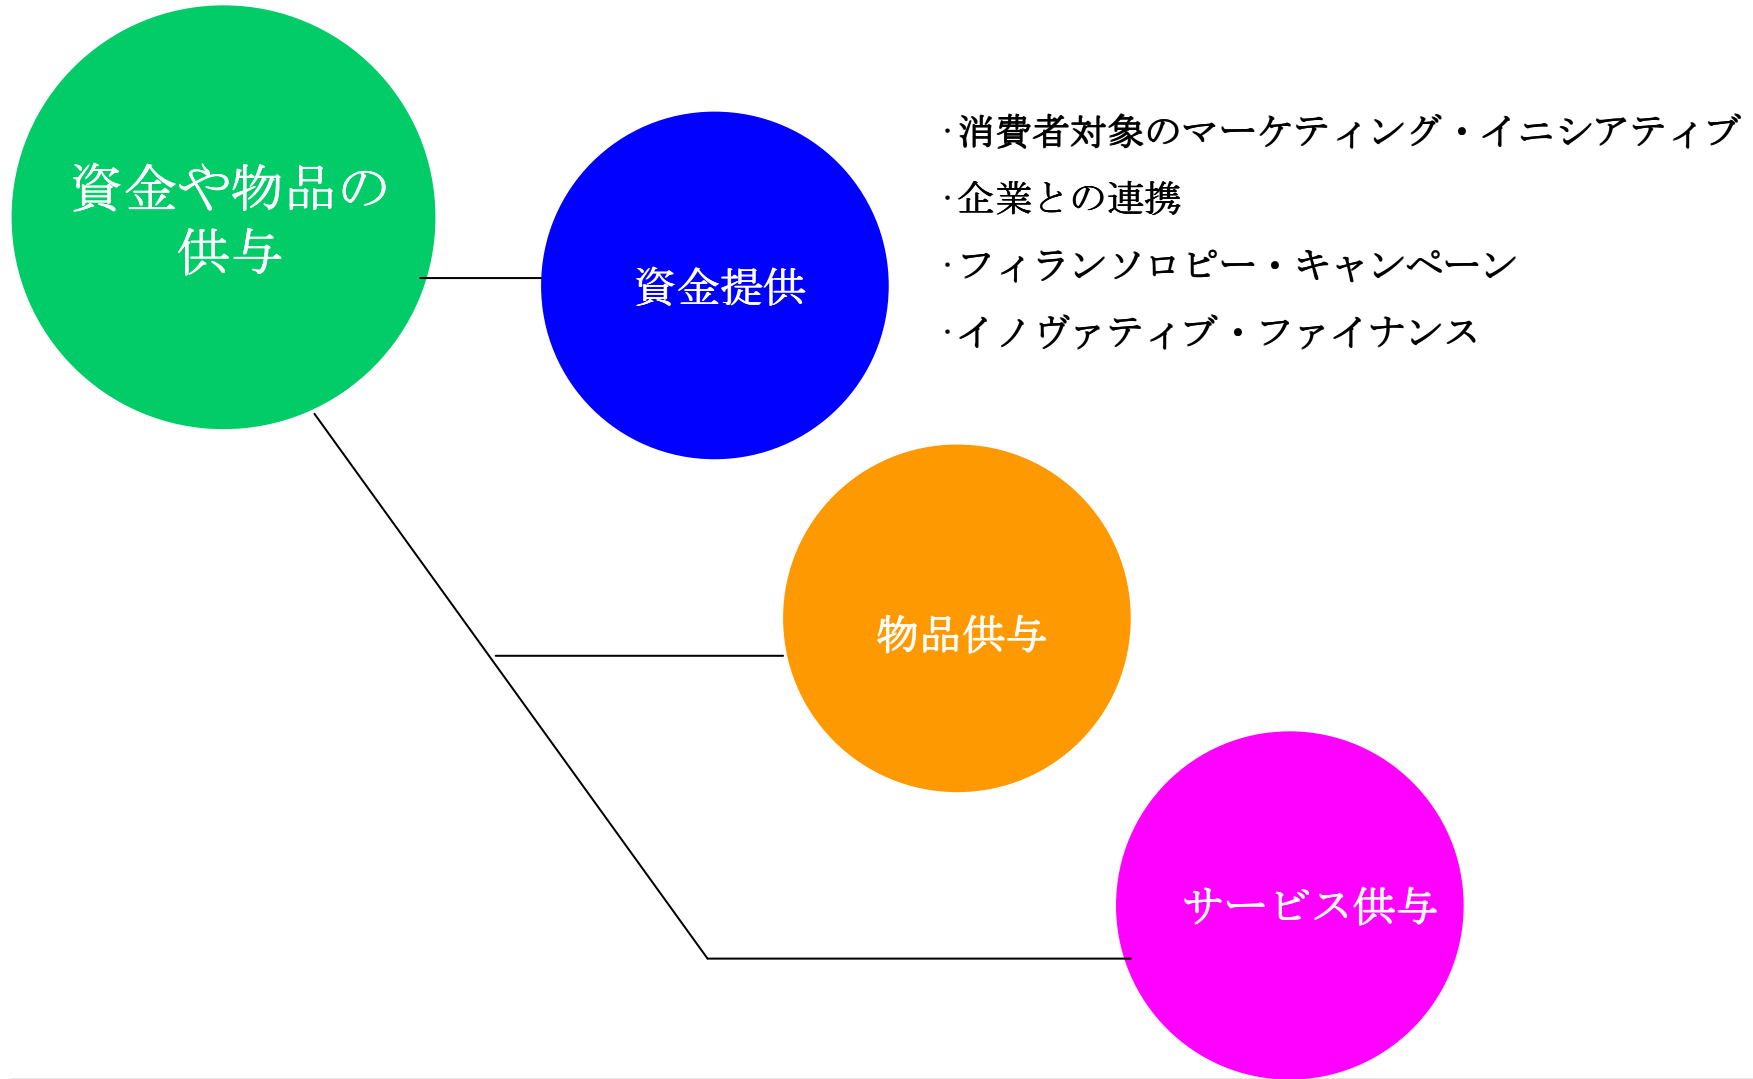 資金や物品の
供与
資金提供
·消費者対象のマーケティング・イニシアティブ
·企業との連携
·フィランソロピー・キャンペーン
·イノヴァティブ・ファイナンス
物品供与
サービス供与